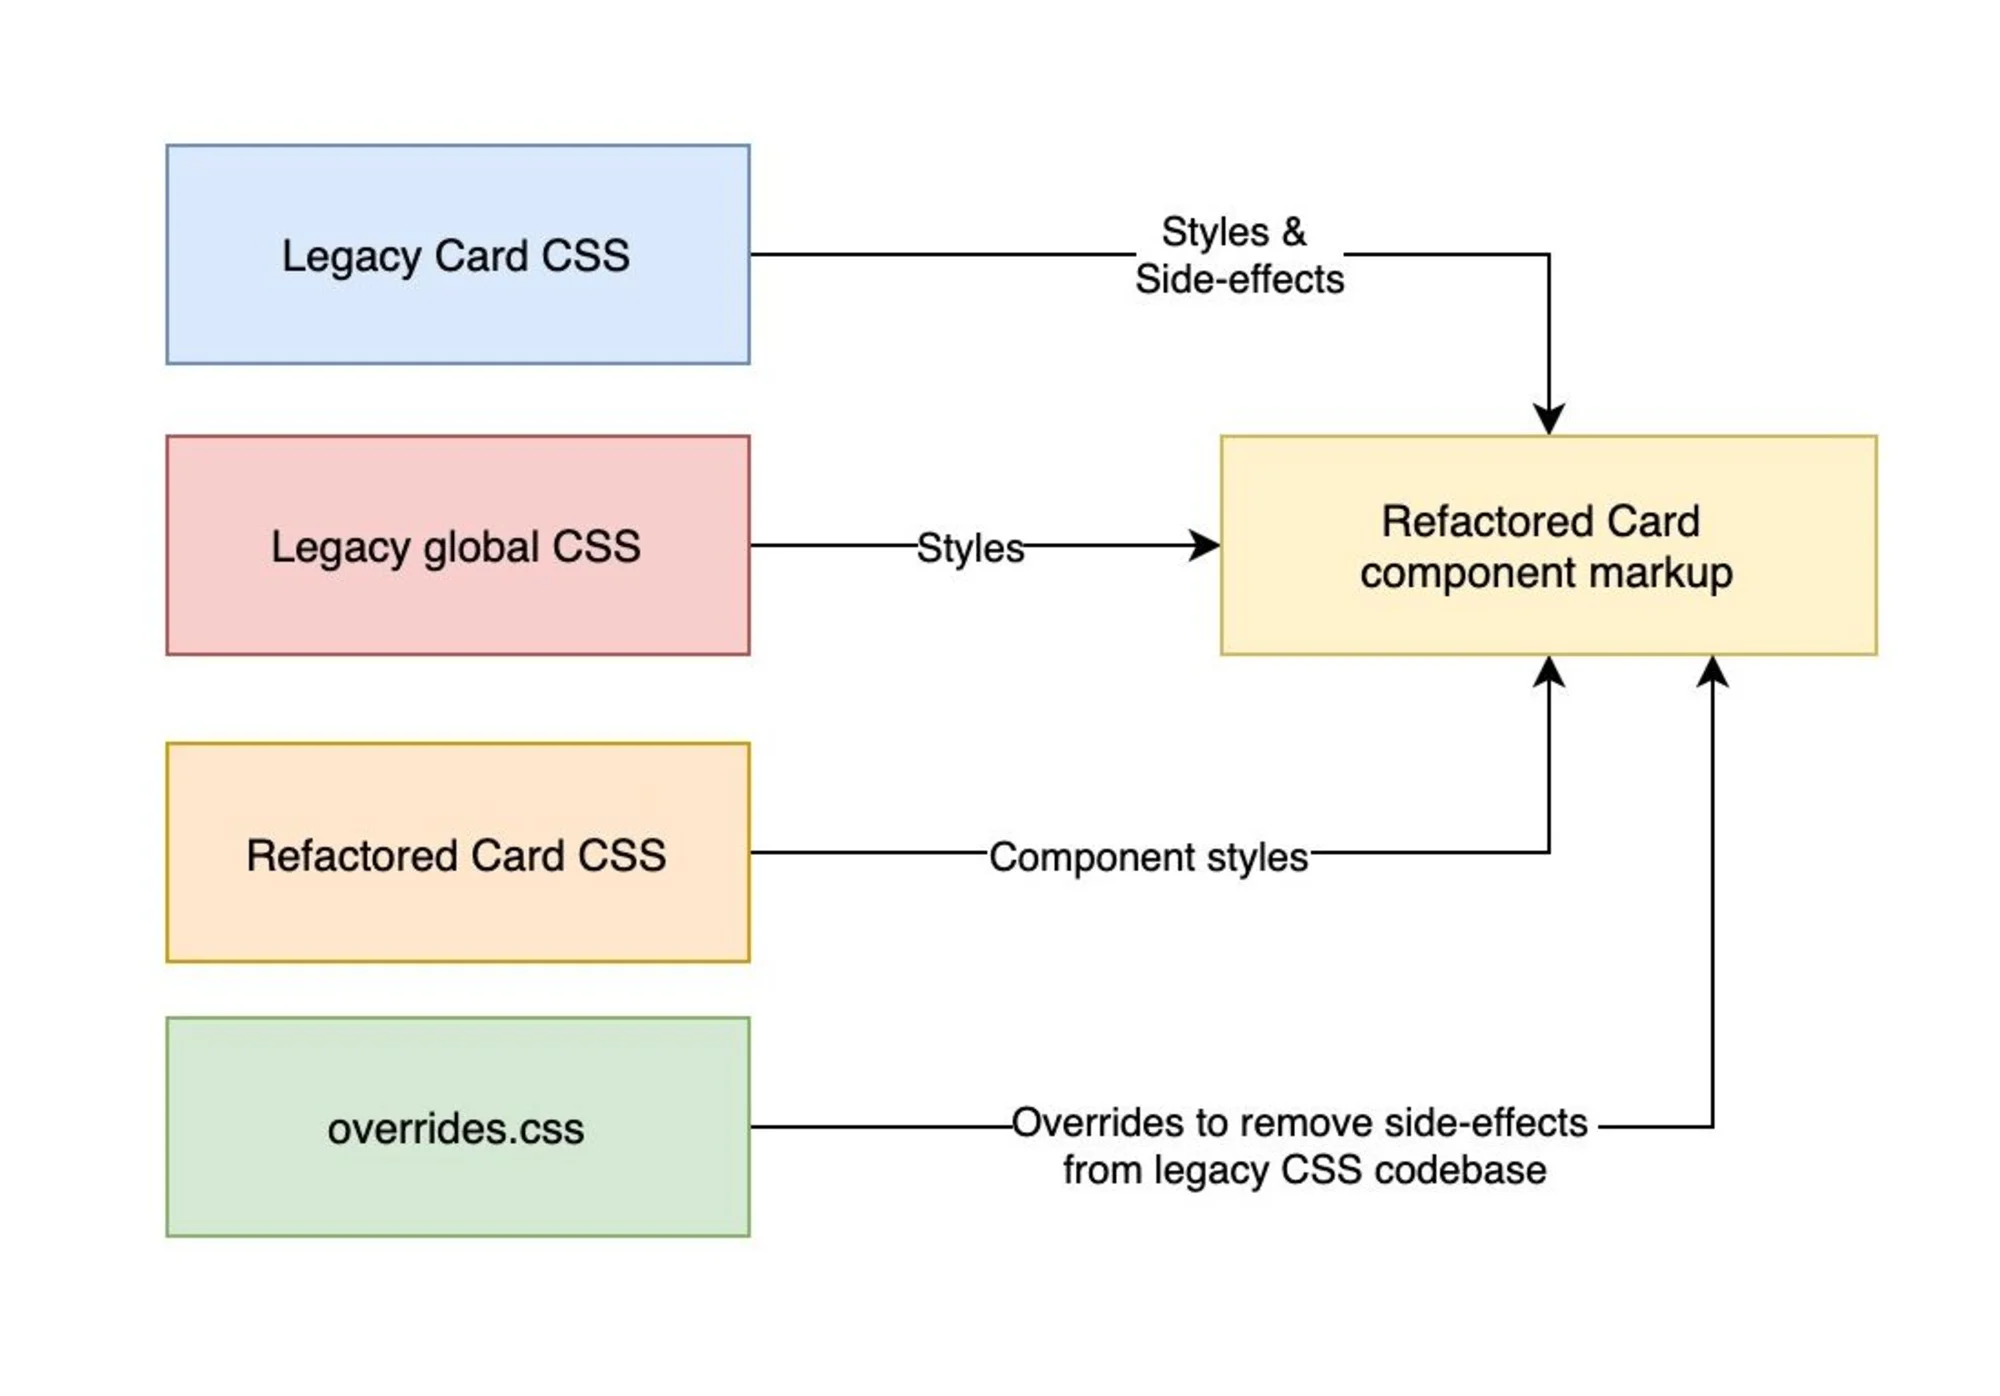 Legacy Card CSS
Styles &
Side-effects
Legacy global CSS
Styles
Refactored Card
component markup
Refactored Card CSS
Component styles
overrides.css
Overrides to remove side-effects
from legacy CSS codebase